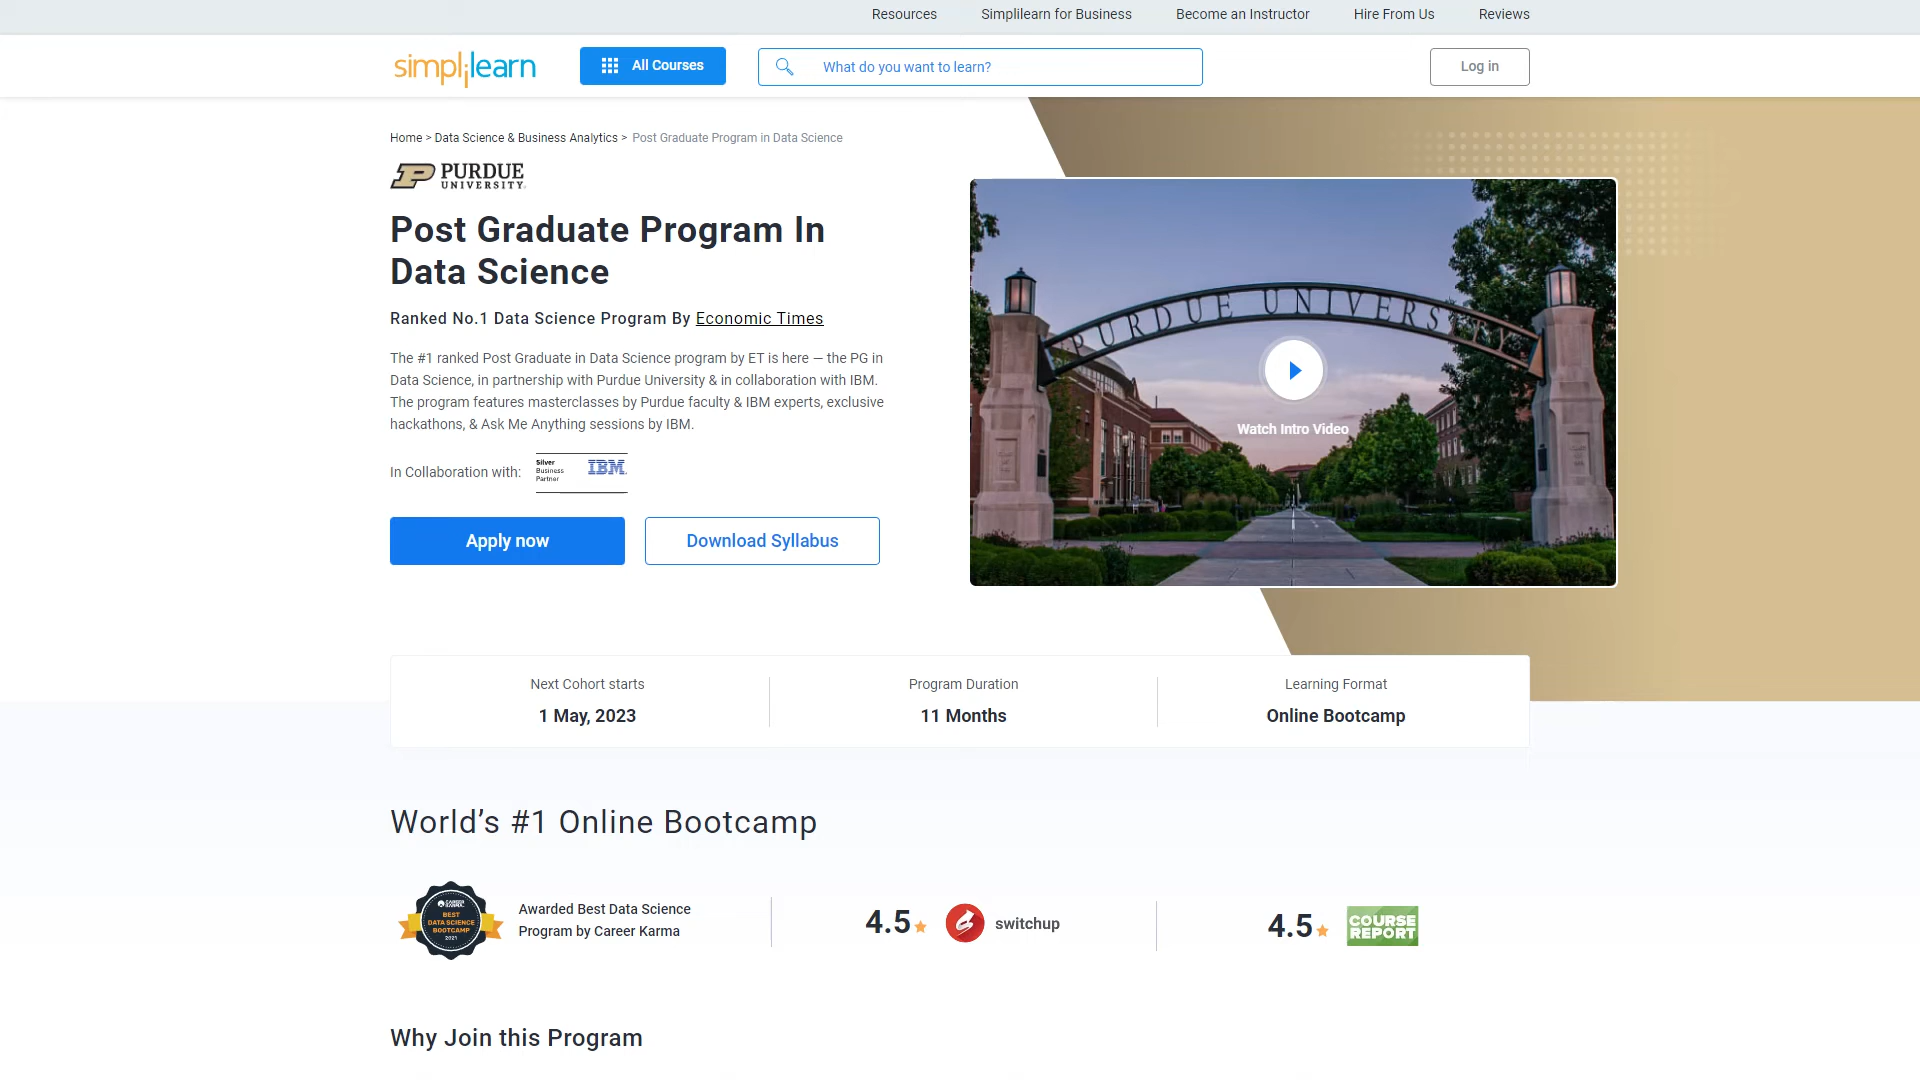 Resources Simplilearn for Business Become an Instructor Hire From Us Reviews
simplilearn All Courses What do you want to learn? Log in
Home > Data Science & Business Analytics > Post Graduate Program in Data Science
PURDUE
UNIVERSITY
Post Graduate Program In
Data Science
Ranked No.1 Data Science Program By Economic Times
The #1 ranked Post Graduate in Data Science program by ET is here — the PG in
Data Science, in partnership with Purdue University & in collaboration with IBM.
The program features masterclasses by Purdue faculty & IBM experts, exclusive
hackathons, & Ask Me Anything sessions by IBM.
In Collaboration with:
Silver
Business
Partner
IBM
Apply now Download Syllabus
PURDUE UNIVERSITY
Watch Intro Video
Next Cohort starts
1 May, 2023
Program Duration
11 Months
Learning Format
Online Bootcamp
World’s #1 Online Bootcamp
CAREER
KARMA
BEST
DATA SCIENCE
BOOTCAMP
2021
Awarded Best Data Science
Program by Career Karma
4.5 switchup
4.5 COURSE
REPORT
Why Join this Program